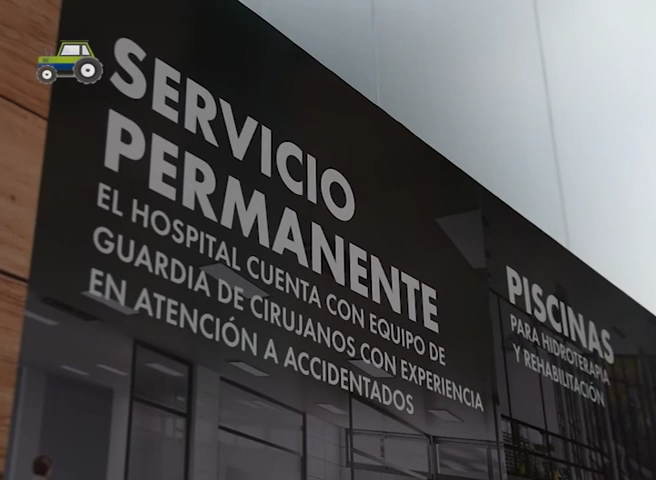 SERVICIO
PERMANENTE
EL HOSPITAL CUENTA CON EQUIPO DE
GUARDIA DE CIRUJANOS CON EXPERIENCIA
EN ATENCIÓN A ACCIDENTADOS
PISCINAS
PARA HIDROTERAPIA
Y REHABILITACIÓN